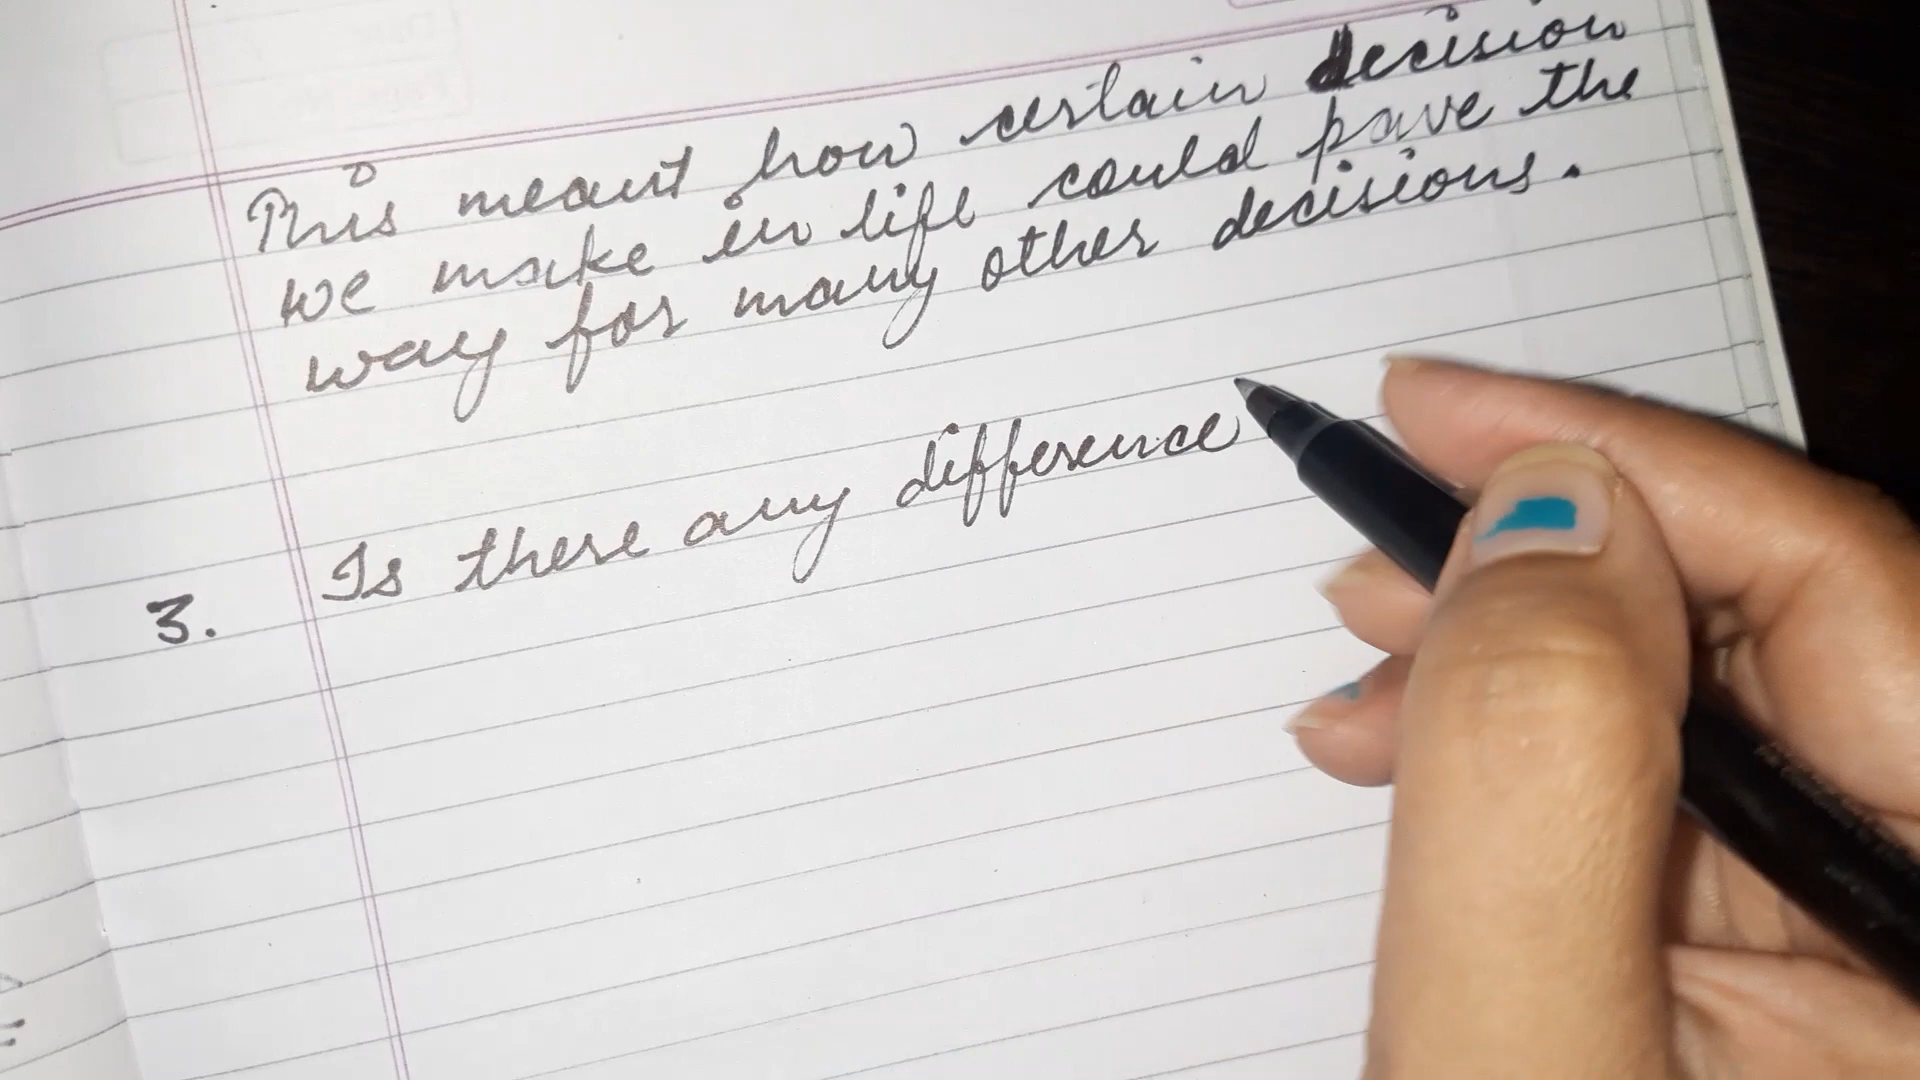 This meant how certain decision
we make in life could pave the
way for many other decisions.
3. Is there any difference